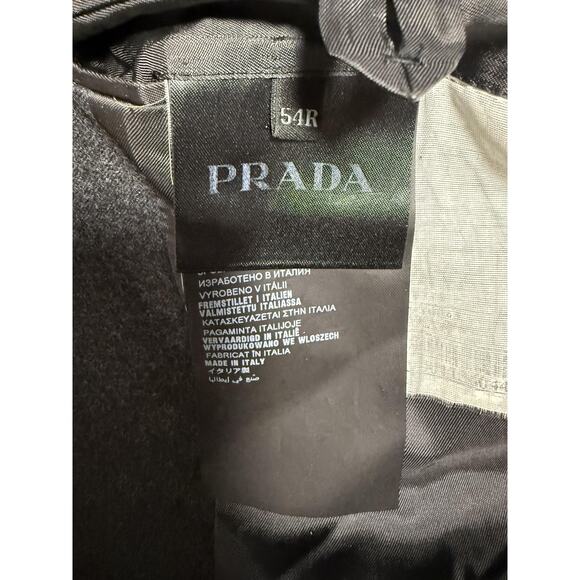 54R
PRADA
ИЗРАБОТЕНО В ИТАЛИЯ
VYROBENO V ITÁLII
FREMSTILLET I ITALIEN
VALMISTETTU ITALIASSA
ΚΑΤΑΣΚΕΥΑΖΕΤΑΙ ΣΤΗΝ ΙΤΑΛΙΑ
PAGAMINTA ITALIJOJE
VERVAARDIGD IN ITALIË
WYPRODUKOWANO WE WLOSZECH
FABRICAT ÎN ITALIA
MADE IN ITALY
イタリア製
صنع في إيطاليا